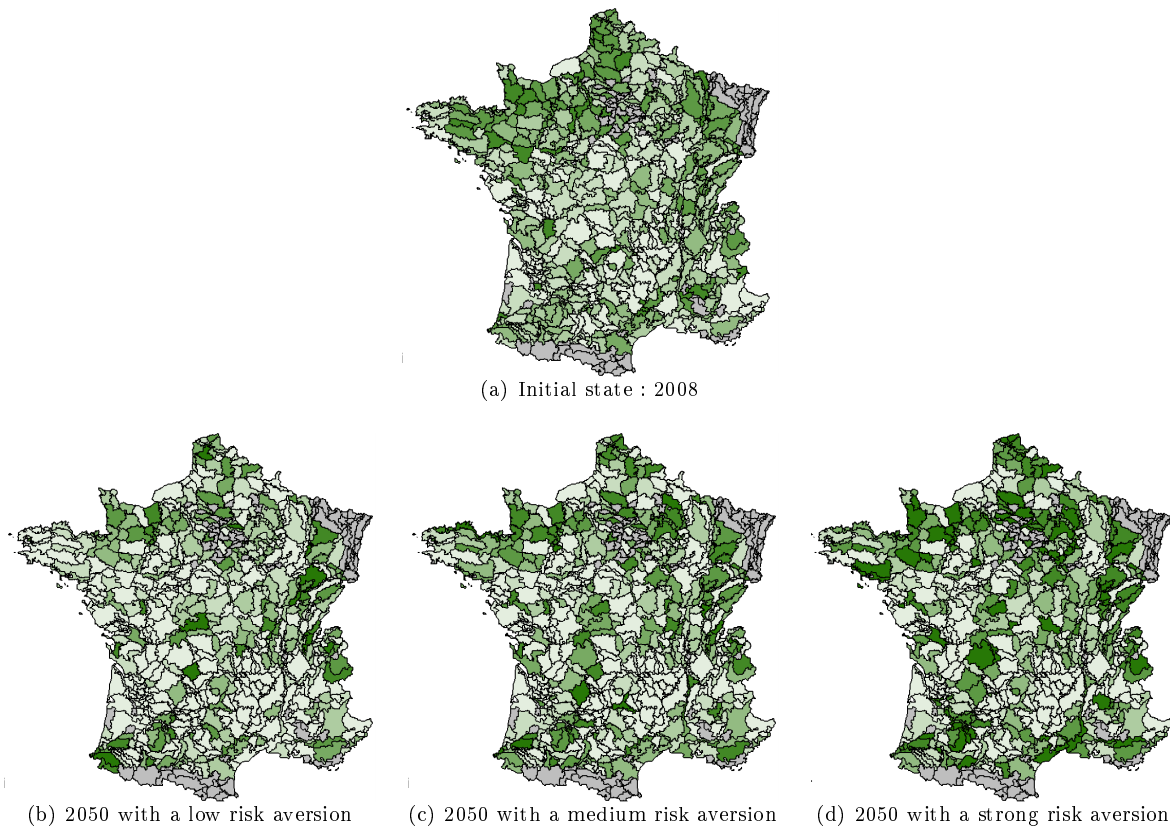 (a) Initial state : 2008
(b) 2050 with a low risk aversion
(c) 2050 with a medium risk aversion
(d) 2050 with a strong risk aversion